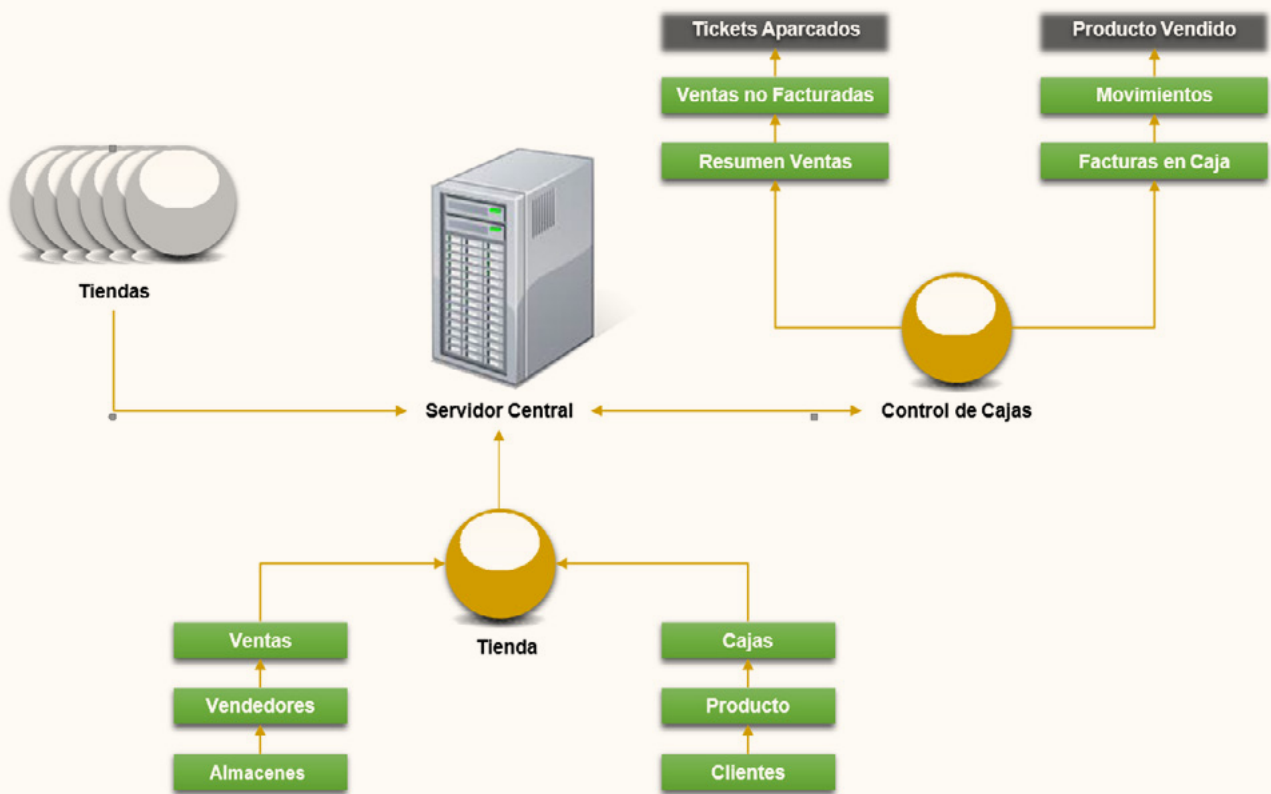 Tickets Aparcados
Producto Vendido
Ventas no Facturadas
Movimientos
Resumen Ventas
Facturas en Caja
Tiendas
Servidor Central
Control de Cajas
Ventas
Tienda
Cajas
Vendedores
Producto
Almacenes
Clientes